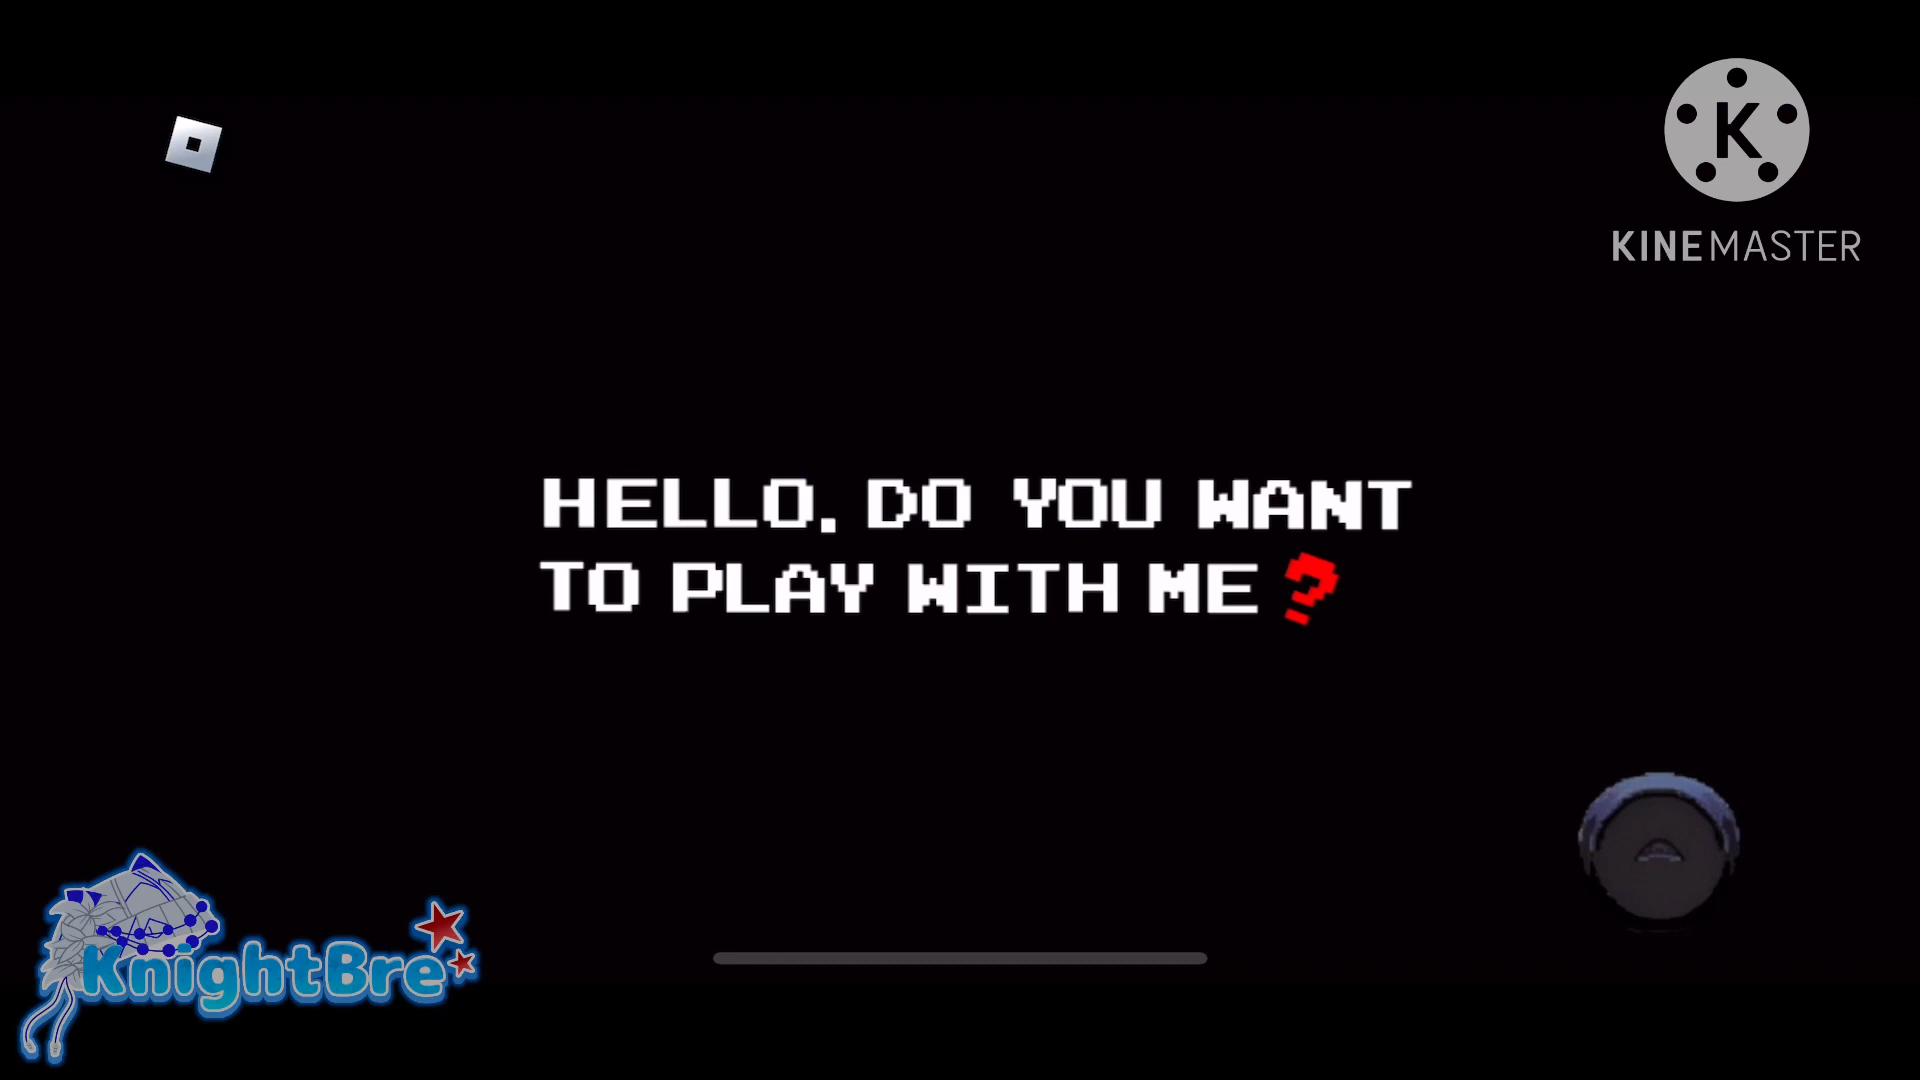 K
KINEMASTER
HELLO. DO YOU WANT
TO PLAY WITH ME?
KnightBre